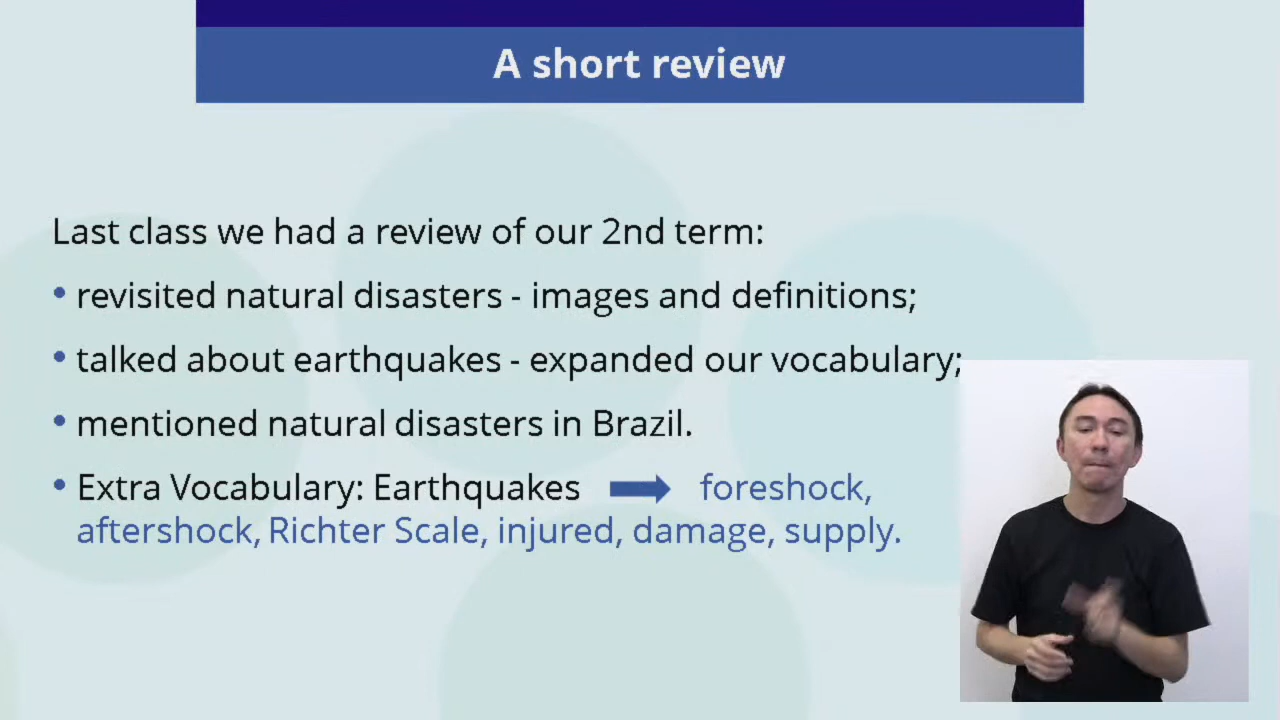 A short review
Last class we had a review of our 2nd term:
• revisited natural disasters - images and definitions;
• talked about earthquakes - expanded our vocabulary;
• mentioned natural disasters in Brazil.
• Extra Vocabulary: Earthquakes ➡ foreshock,
aftershock, Richter Scale, injured, damage, supply.